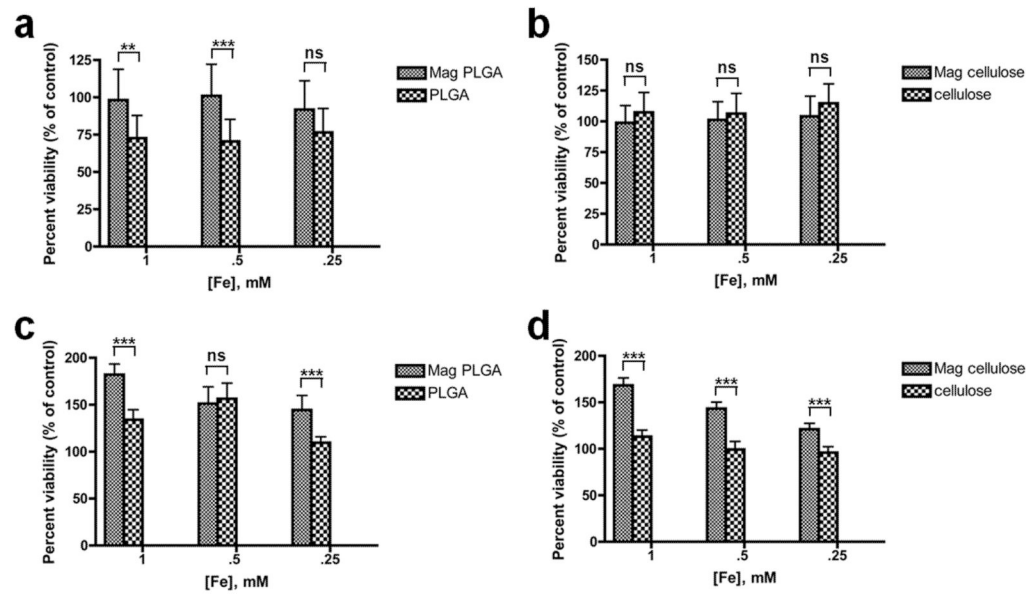 a
Percent viability (% of control)
125
100
75
50
25
0
** *** ns
Mag PLGA
PLGA
1 .5 .25
[Fe], mM
b
Percent viability (% of control)
150
125
100
75
50
25
0
ns ns ns
Mag cellulose
cellulose
1 .5 .25
[Fe], mM
c
Percent viability (% of control)
200
150
100
50
0
*** ns ***
Mag PLGA
PLGA
1 .5 .25
[Fe], mM
d
Percent viability (% of control)
200
150
100
50
0
*** *** ***
Mag cellulose
cellulose
1 .5 .25
[Fe], mM